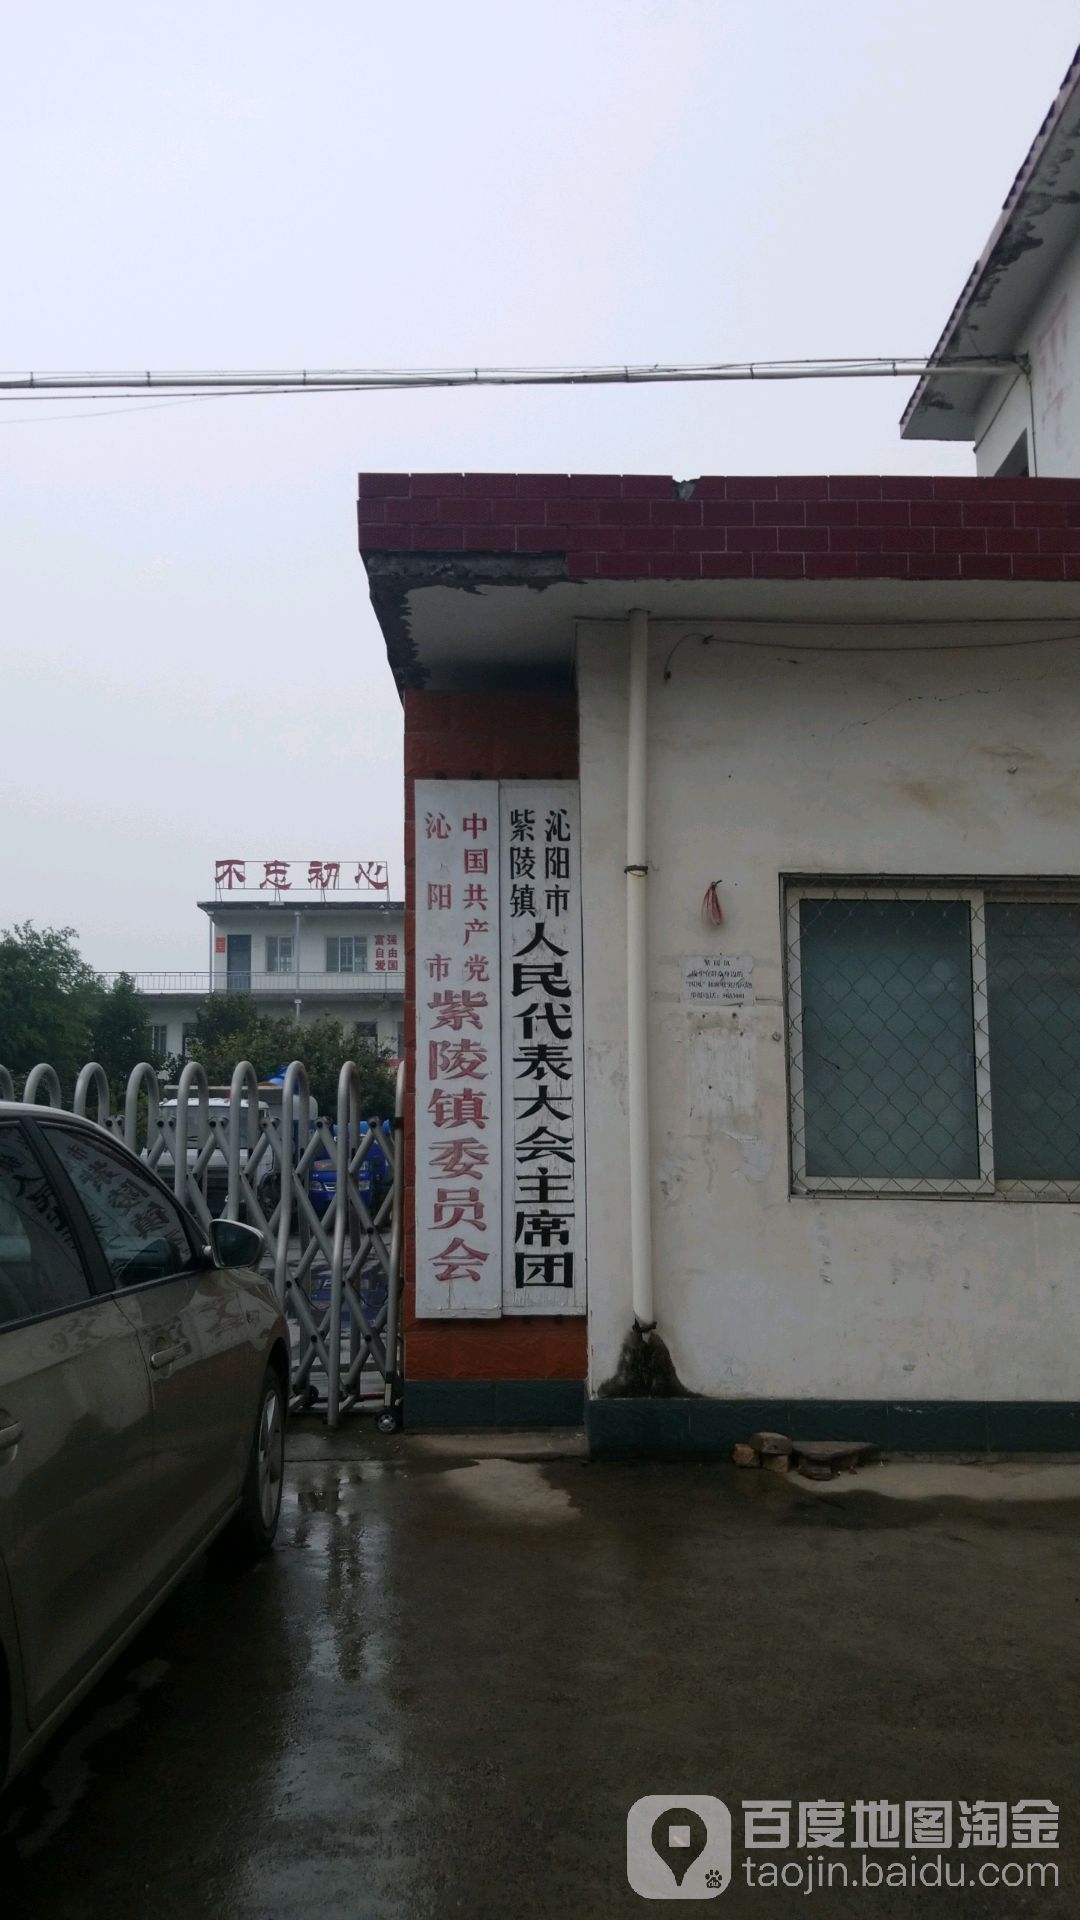 不忘初心
富强
自由
爱国
中国共产党
沁阳市
紫陵镇委员会
沁阳市
紫陵镇
人民代表大会主席团
百度地图淘金
taojin.baidu.com